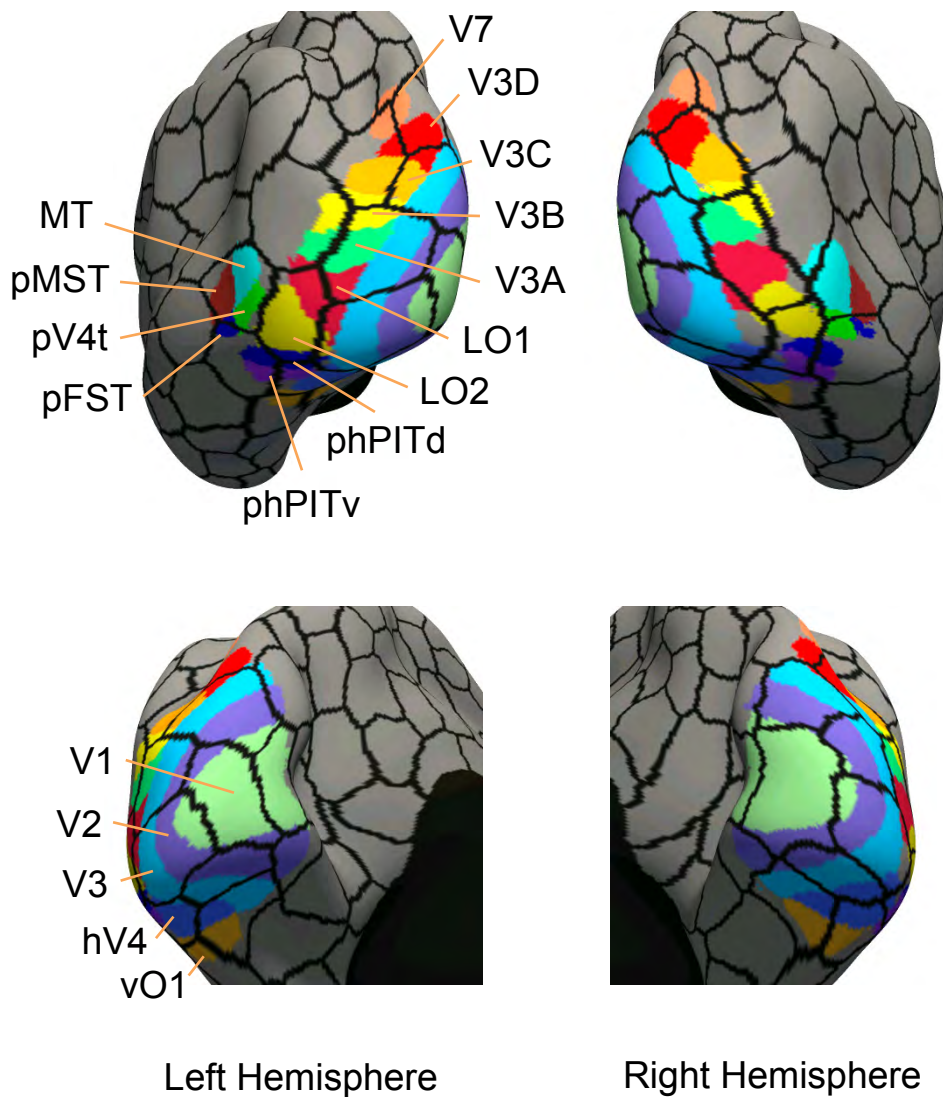 V7
V3D
V3C
MT
V3B
pMST
V3A
pV4t
LO1
pFST
LO2
phPITd
phPITv
V1
V2
V3
hV4
vO1
Left Hemisphere
Right Hemisphere